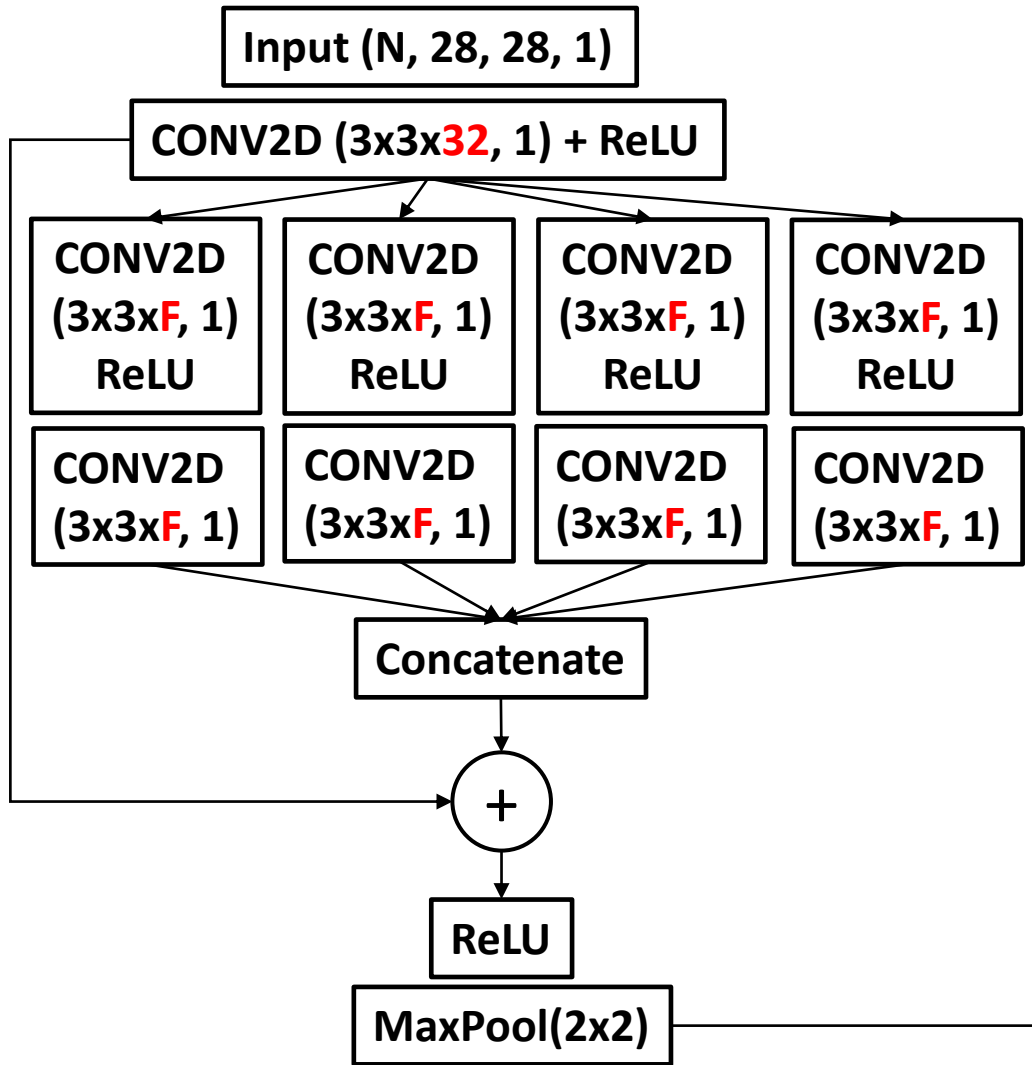 Input (N, 28, 28, 1)
CONV2D (3x3x32, 1) + ReLU
CONV2D
(3x3xF, 1)
ReLU
CONV2D
(3x3xF, 1)
ReLU
CONV2D
(3x3xF, 1)
ReLU
CONV2D
(3x3xF, 1)
ReLU
CONV2D
(3x3xF, 1)
CONV2D
(3x3xF, 1)
CONV2D
(3x3xF, 1)
CONV2D
(3x3xF, 1)
Concatenate
+
ReLU
MaxPool(2x2)